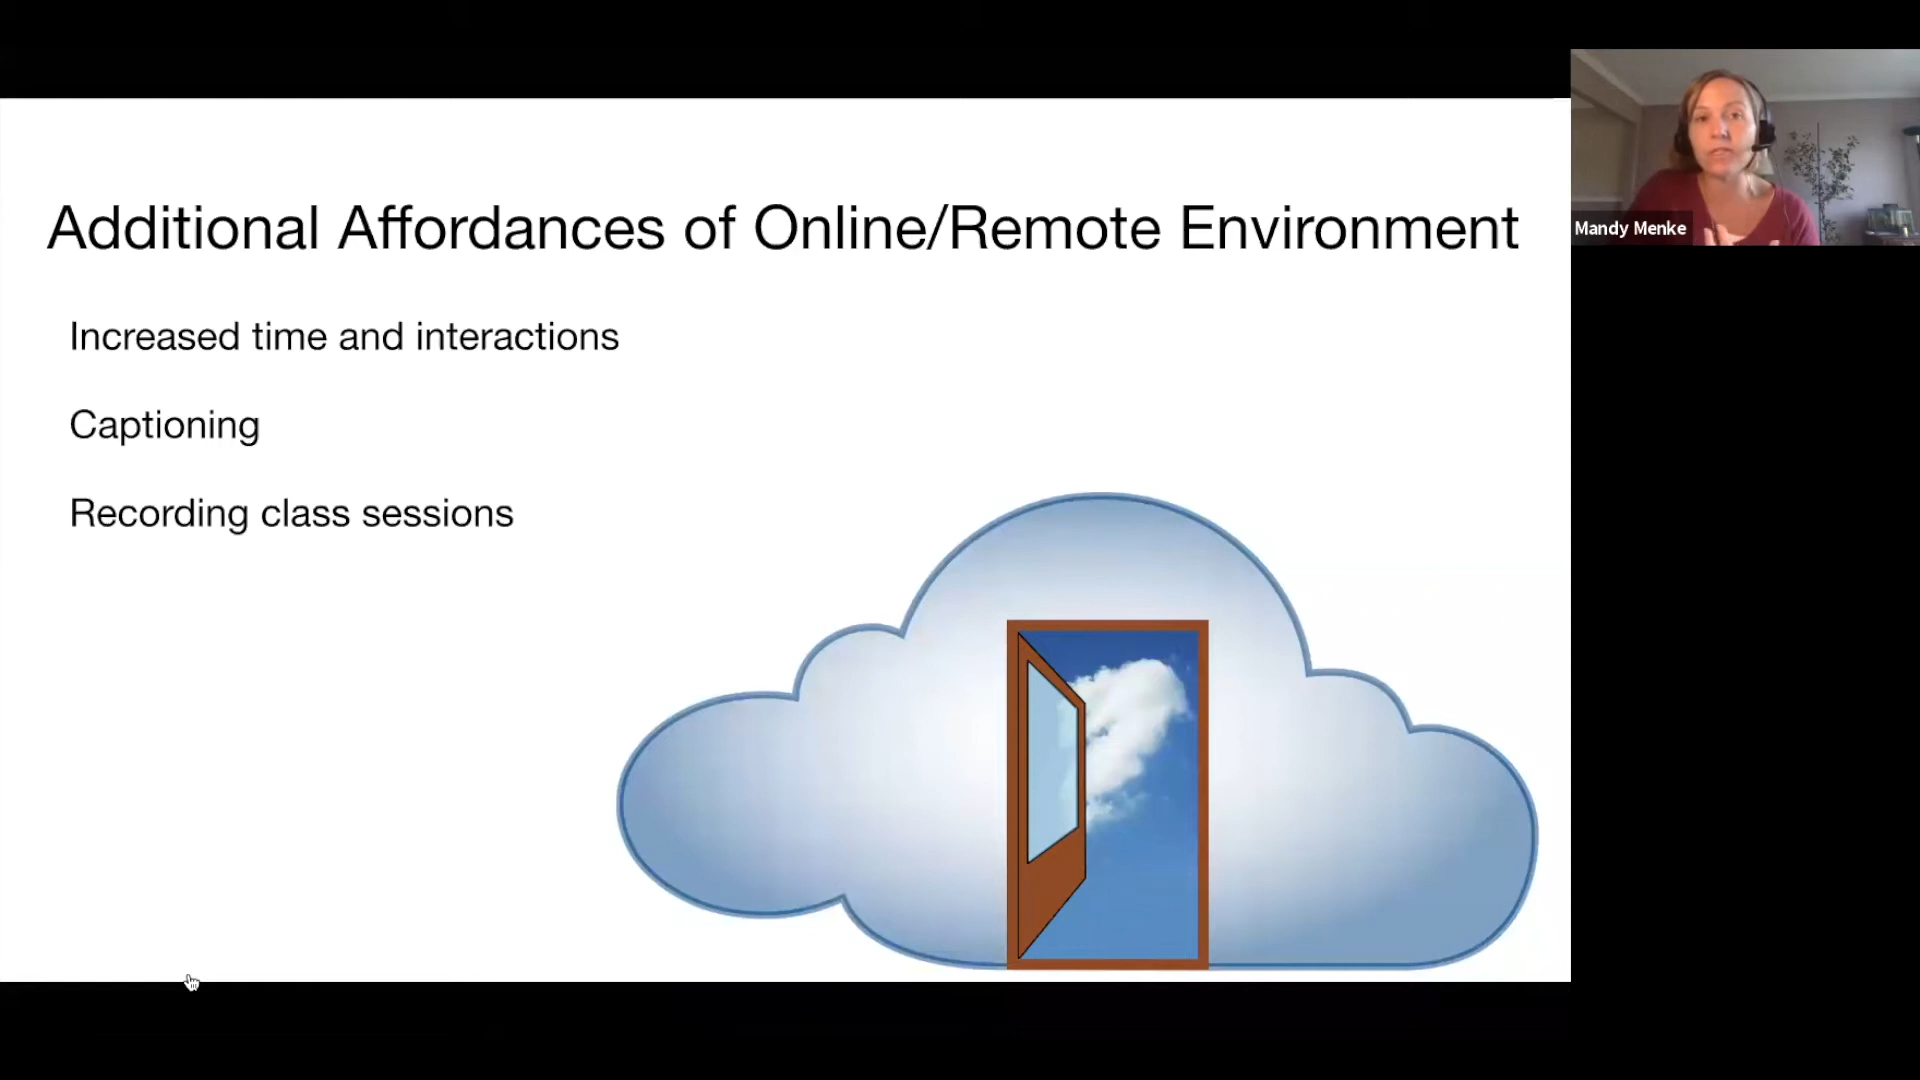 Additional Affordances of Online/Remote Environment
Increased time and interactions
Captioning
Recording class sessions
Mandy Menke